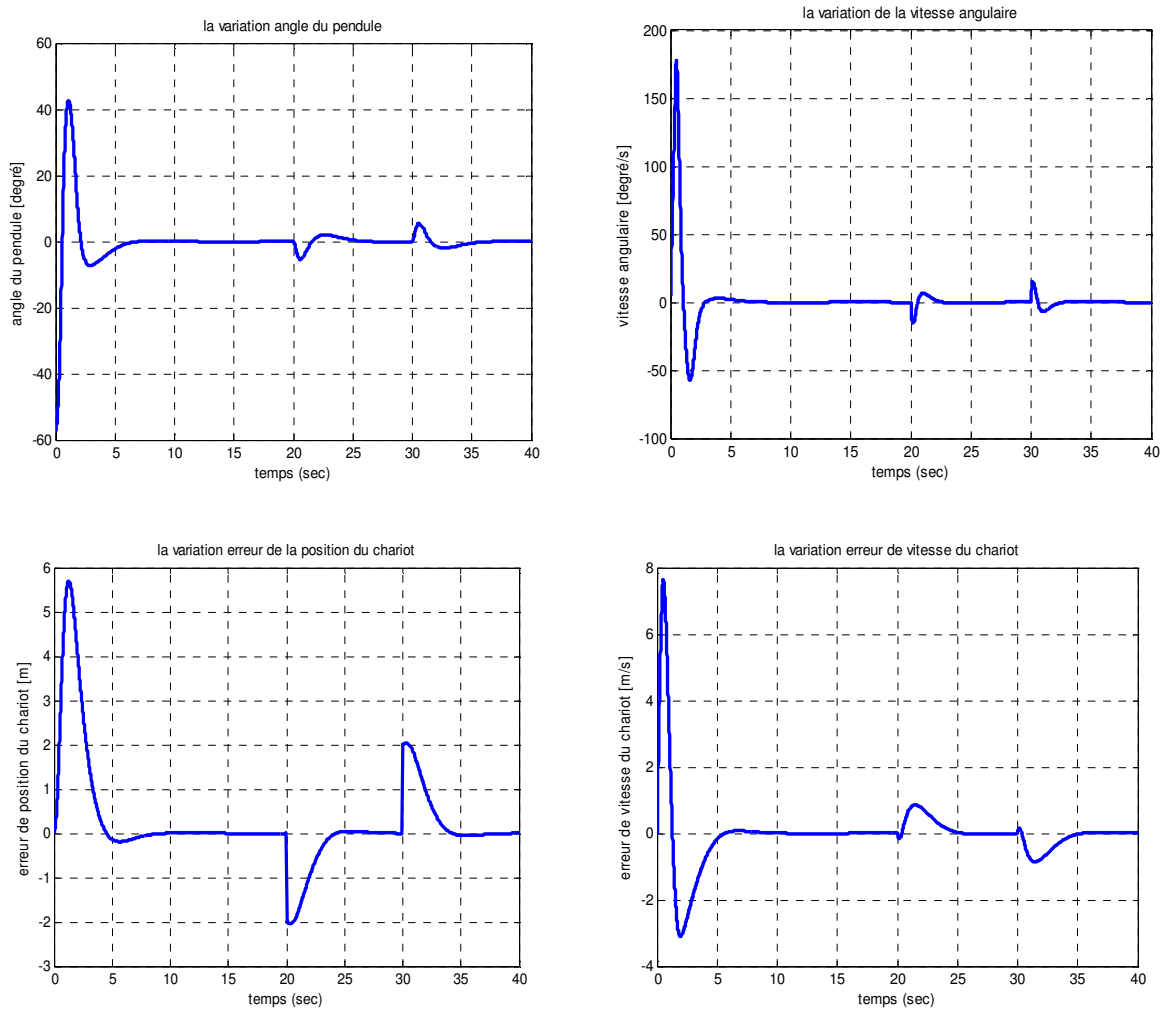 la variation angle du pendule
60
40
20
0
-20
-40
-60
angle du pendule [degré]
0 5 10 15 20 25 30 35 40
temps (sec)
la variation de la vitesse angulaire
200
150
100
50
0
-50
-100
vitesse angulaire [degré/s]
0 5 10 15 20 25 30 35 40
temps (sec)
la variation erreur de la position du chariot
6
5
4
3
2
1
0
-1
-2
-3
erreur de position du chariot [m]
0 5 10 15 20 25 30 35 40
temps (sec)
la variation erreur de vitesse du chariot
8
6
4
2
0
-2
-4
erreur de vitesse du chariot [m/s]
0 5 10 15 20 25 30 35 40
temps (sec)